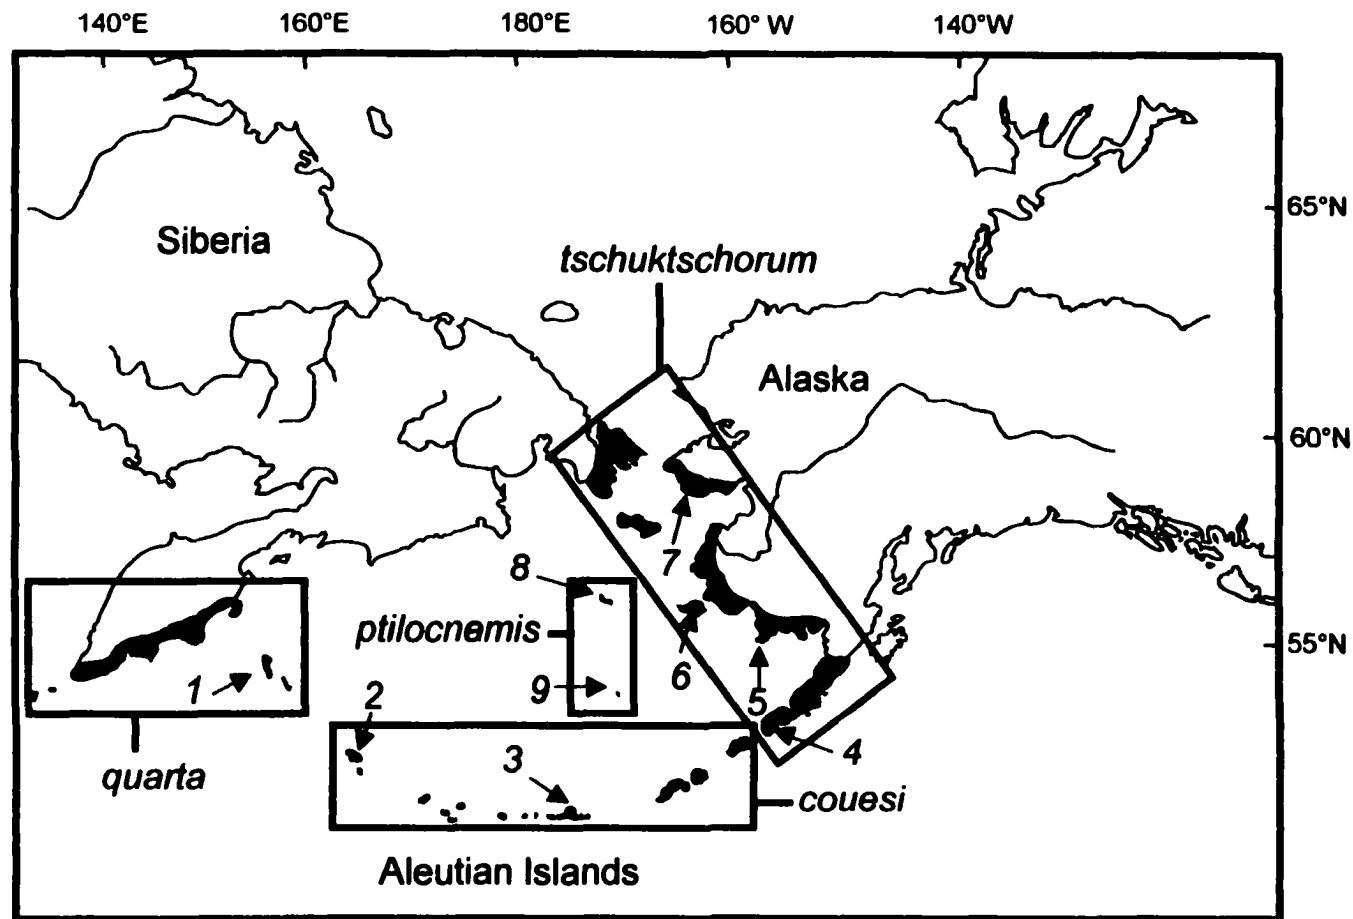 140°E 160°E 180°E 160°W 140°W
65°N
Siberia
tschuktschorum
Alaska
60°N
7
8
ptilocnemis
55°N
1
9
6
5
2
4
3
quarta
couesi
Aleutian Islands